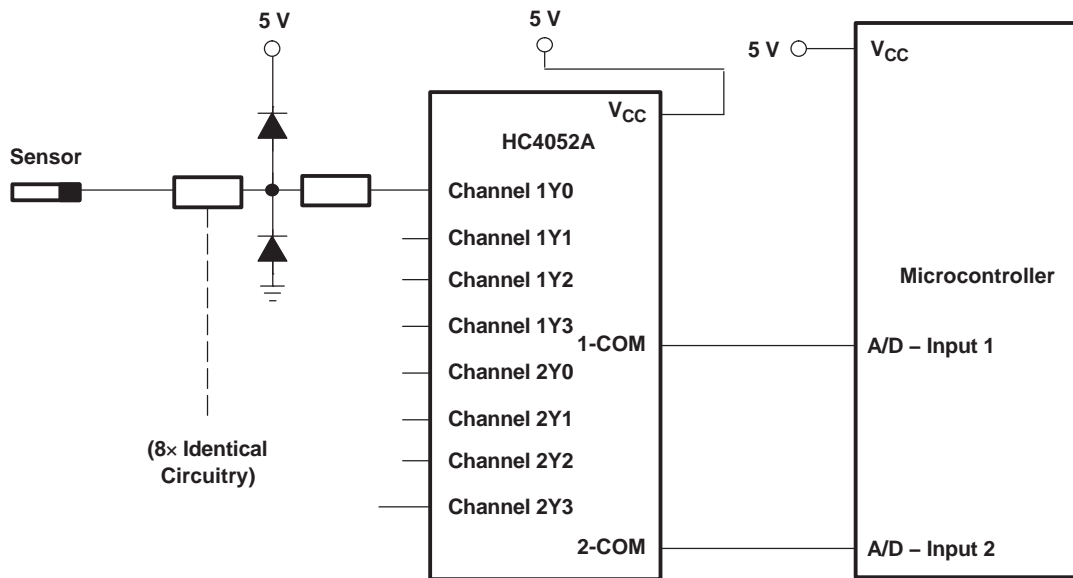 5 V
5 V
5 V
VCC
VCC
HC4052A
Sensor
Channel 1Y0
Channel 1Y1
Channel 1Y2
Microcontroller
Channel 1Y3
1-COM
A/D – Input 1
Channel 2Y0
Channel 2Y1
(8× Identical
Circuitry)
Channel 2Y2
Channel 2Y3
2-COM
A/D – Input 2